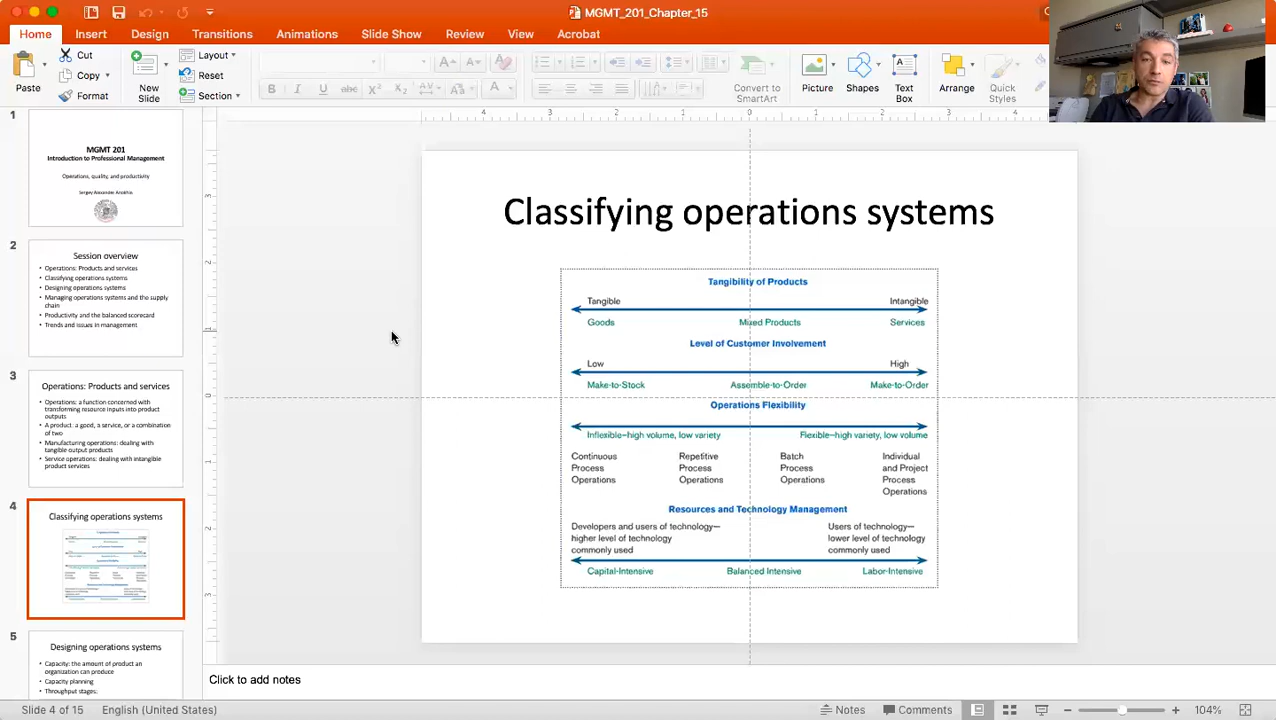 MGMT_201_Chapter_15
Home Insert Design Transitions Animations Slide Show Review View Acrobat
Paste
Cut
Copy
Format
New
Slide
Layout
Reset
Section
Convert to
SmartArt
Picture
Shapes
Text
Box
Arrange
Quick
Styles
4 3 2 1 0 1 2 3 4
1
MGMT 201
Introduction to Professional Management
Operations, quality, and productivity
2
Session overview
• Operations: Products and services
• Classifying operations systems
• Designing operations systems
• Managing operations systems and the supply
chain
• Productivity and the balanced scorecard
• Trends and issues in management
3
Operations: Products and services
• Operations: a function concerned with
transforming resource inputs into product
outputs
• A product: a good, a service, or a combination
of two
• Manufacturing operations: dealing with
tangible output products
• Service operations: dealing with intangible
product services
4
Classifying operations systems
5
Designing operations systems
• Capacity: the amount of product an
organization can produce
• Capacity planning
• Throughput stages:
Classifying operations systems
Tangibility of Products
Tangible Intangible
Goods Mixed Products Services
Level of Customer Involvement
Low High
Make-to-Stock Assemble-to-Order Make-to-Order
Operations Flexibility
Inflexible—high volume, low variety Flexible—high variety, low volume
Continuous Repetitive Batch Individual
Process Process Process and Project
Operations Operations Operations Process
Operations
Resources and Technology Management
Developers and users of technology— Users of technology—
higher level of technology lower level of technology
commonly used commonly used
Capital-Intensive Balanced Intensive Labor-Intensive
Click to add notes
Slide 4 of 15 English (United States) Notes Comments 104%